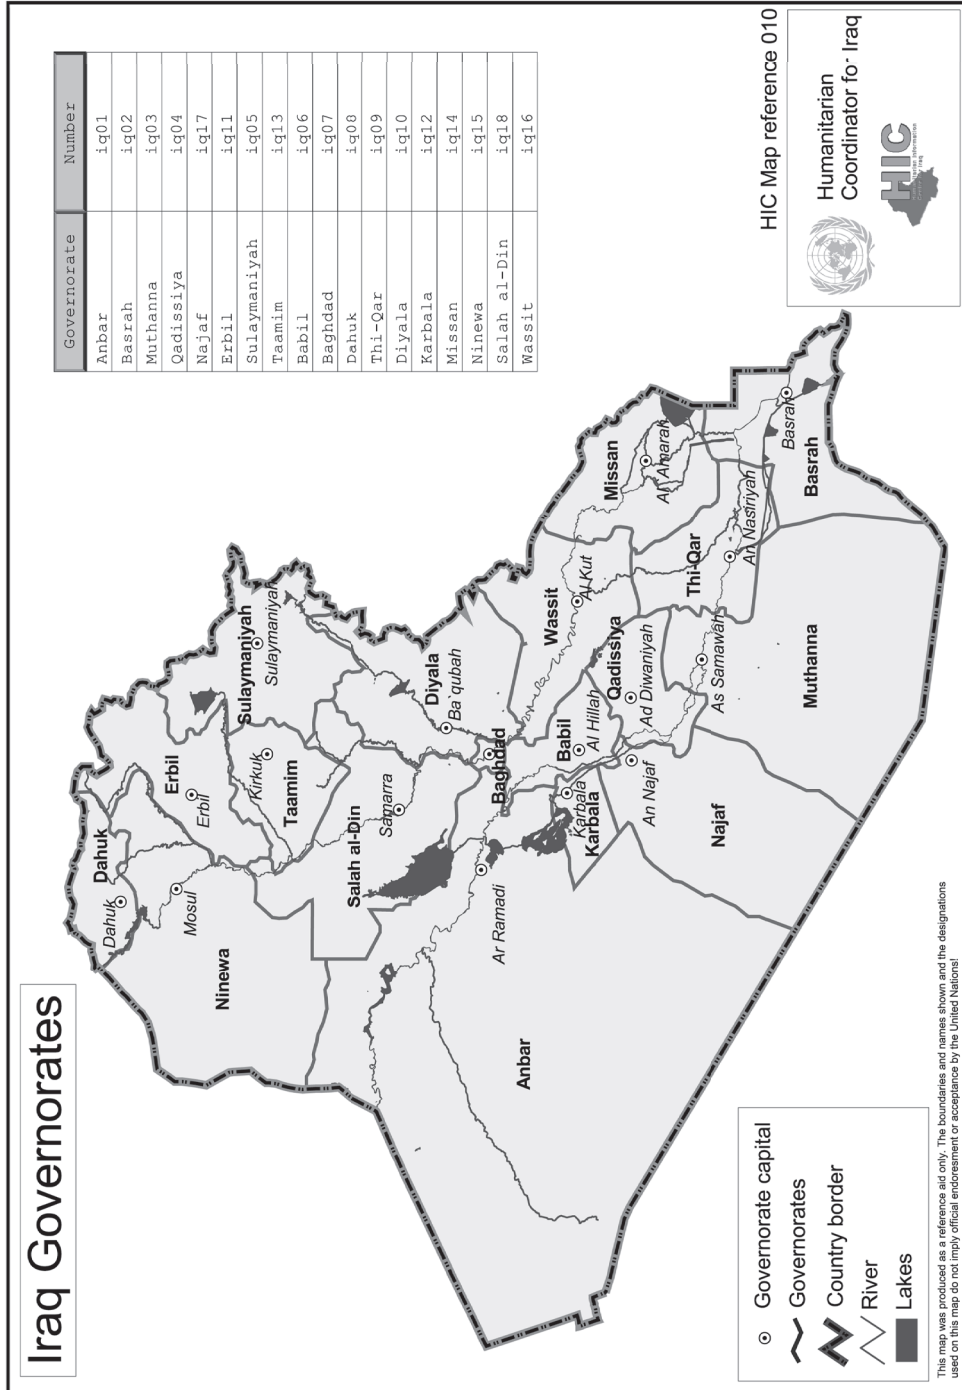 Iraq Governorates
Governorate Number
Anbar iq01
Basrah iq02
Muthanna iq03
Qadissiya iq04
Najaf iq17
Erbil iq11
Sulaymaniyah iq05
Taamim iq13
Babil iq06
Baghdad iq07
Dahuk iq08
Thi-Qar iq09
Diyala iq10
Karbala iq12
Missan iq14
Ninewa iq15
Salah al-Din iq18
Wassit iq16
Dahuk
Dahuk
Mosul
Erbil
Erbil
Ninewa
Sulaymaniyah
Sulaymaniyah
Kirkuk
Taamim
Salah al-Din
Samarra
Diyala
Ba`qubah
Baghdad
Ar Ramadi
Anbar
Karbala
Karbala
Babil
Al Hillah
Wassit
Al Kut
Qadissiya
Ad Diwaniyah
An Najaf
Najaf
Missan
Al Amarah
Thi-Qar
An Nasiriyah
As Samawah
Muthanna
Basrah
Basrah
HIC Map reference 010
Humanitarian
Coordinator for Iraq
HIC
Governorate capital
Governorates
Country border
River
Lakes
This map was produced as a reference aid only. The boundaries and names shown and the designations
used on this map do not imply official endoresment or acceptance by the United Nations!